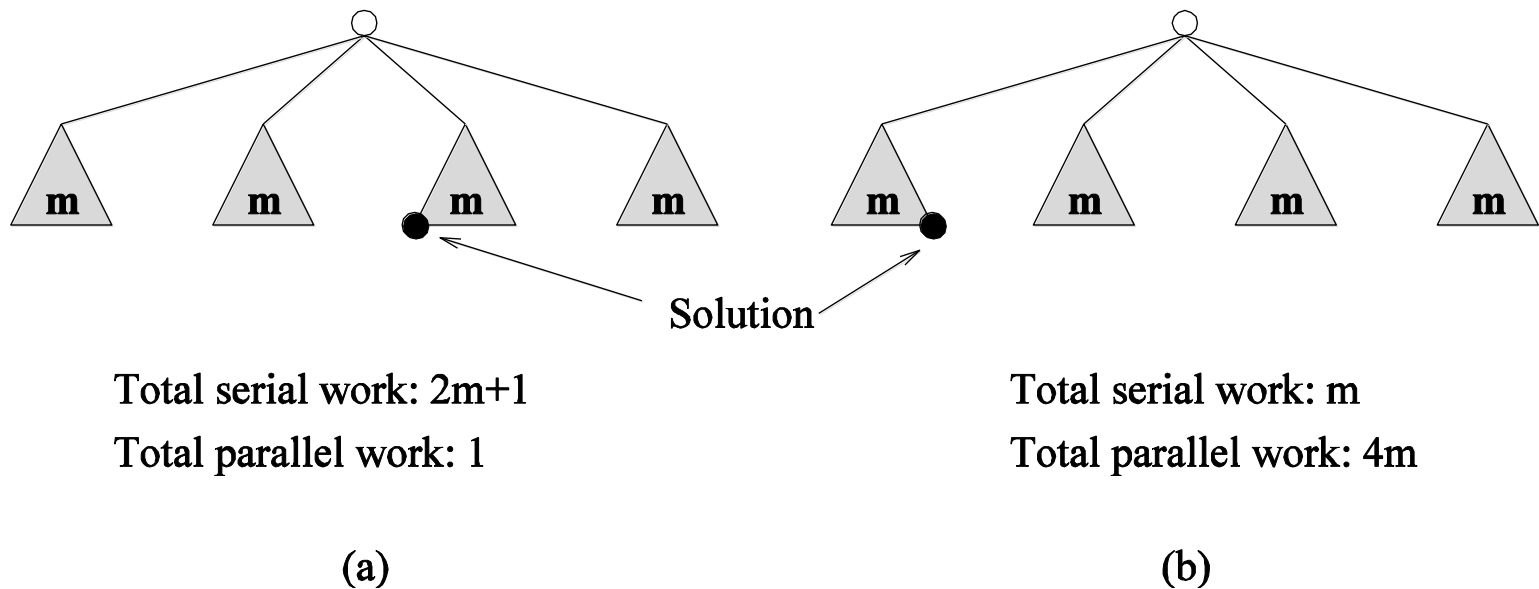 m m m m m m m m
Solution
Total serial work: 2m+1 Total serial work: m
Total parallel work: 1 Total parallel work: 4m
(a) (b)